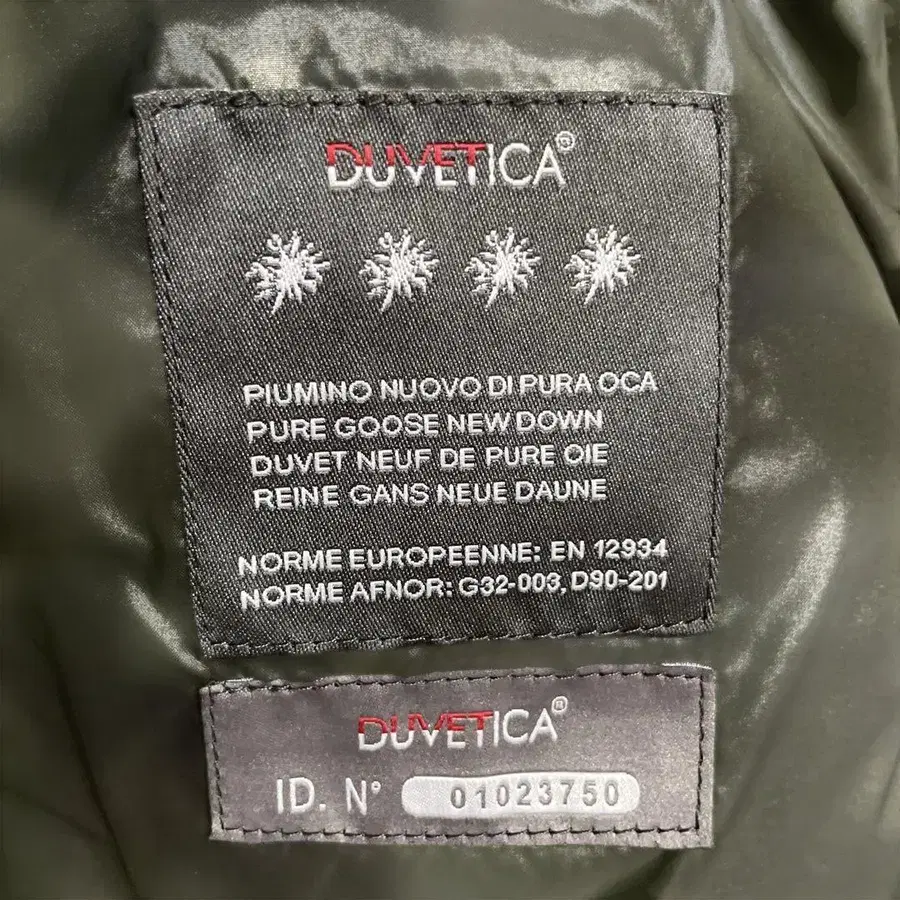 DUVETICA®
PIUMINO NUOVO DI PURA OCA
PURE GOOSE NEW DOWN
DUVET NEUF DE PURE OIE
REINE GANS NEUE DAUNE
NORME EUROPEENNE: EN 12934
NORME AFNOR: G32-003, D90-201
DUVETICA®
ID. N° 01023750